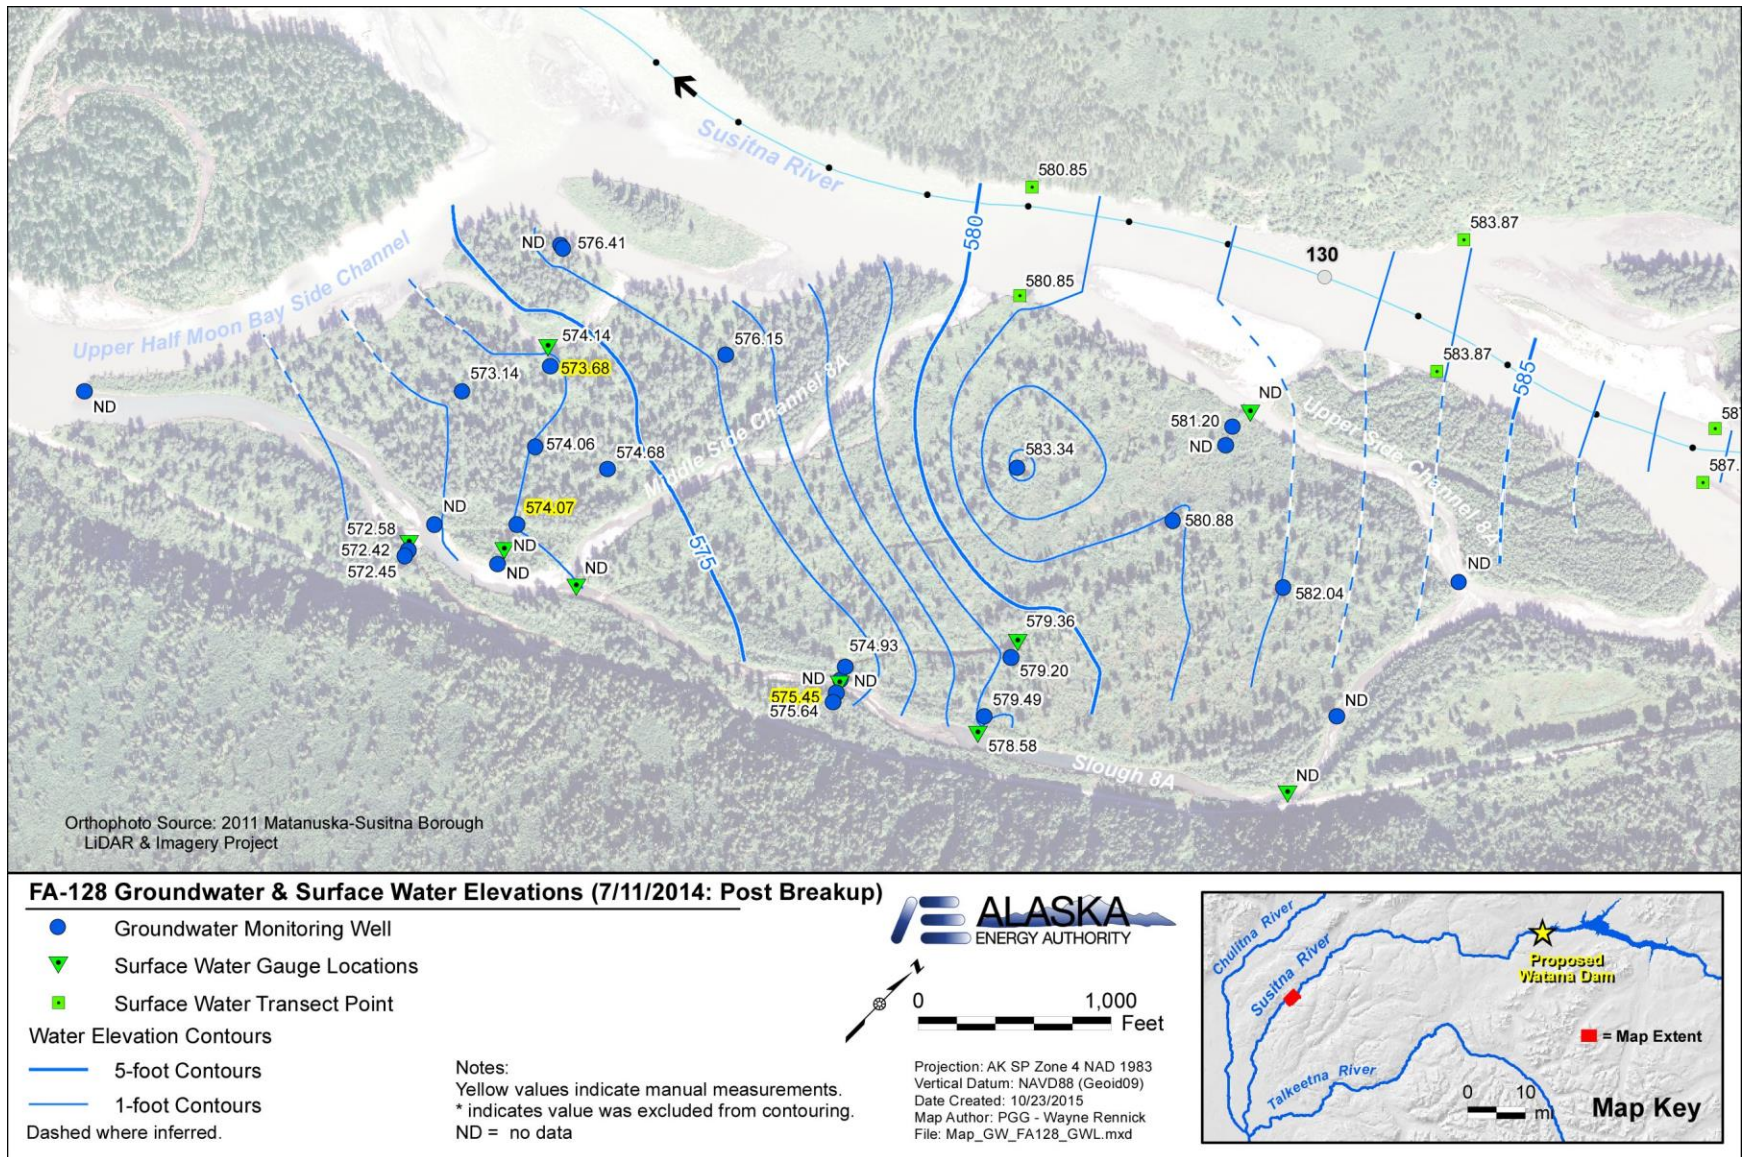 580.85
Susitna River
583.87
580
130
ND
576.41
Upper Half Moon Bay Side Channel
580.85
574.14
576.15
583.87
585
573.68
573.14
ND
Middle Side Channel 8A
ND
581.20
ND
Upper Side Channel 8A
587.
574.06
574.68
583.34
ND
574.07
580.88
572.58
572.42
572.45
ND
ND
ND
575
ND
582.04
579.36
574.93
579.20
ND
ND
575.45
575.64
579.49
578.58
ND
Slough 8A
ND
Orthophoto Source: 2011 Matanuska-Susitna Borough
LiDAR & Imagery Project
FA-128 Groundwater & Surface Water Elevations (7/11/2014: Post Breakup)
Groundwater Monitoring Well
Surface Water Gauge Locations
Surface Water Transect Point
Water Elevation Contours
5-foot Contours
1-foot Contours
Dashed where inferred.
Notes:
Yellow values indicate manual measurements.
* indicates value was excluded from contouring.
ND = no data
ALASKA
ENERGY AUTHORITY
N
0 1,000
Feet
Projection: AK SP Zone 4 NAD 1983
Vertical Datum: NAVD88 (Geoid09)
Date Created: 10/23/2015
Map Author: PGG - Wayne Rennick
File: Map_GW_FA128_GWL.mxd
Chulitna River
Susitna River
Proposed
Watana Dam
= Map Extent
Talkeetna River
0 10
mi
Map Key